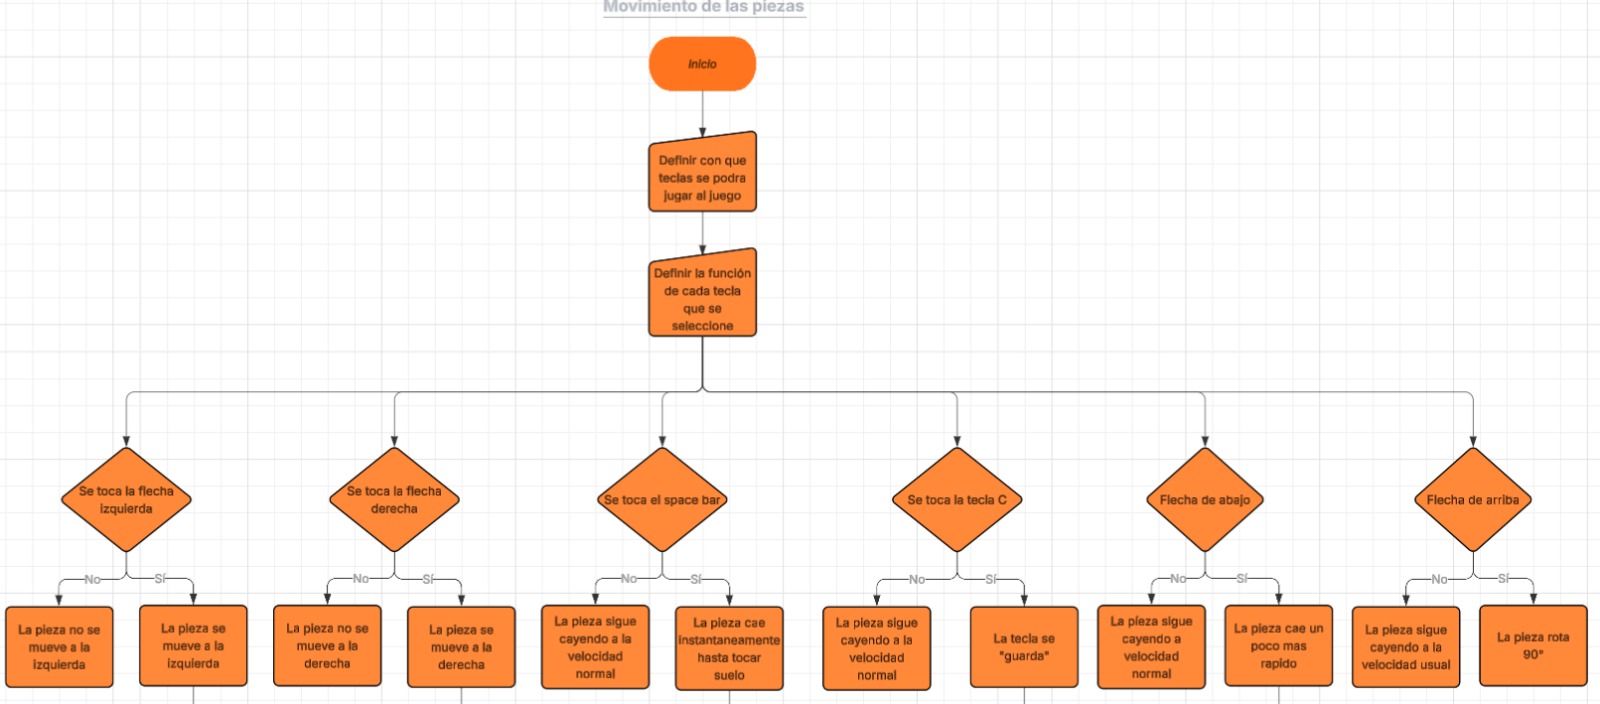 Movimiento de las piezas
Inicio
Definir con que
teclas se podra
jugar al juego
Definir la función
de cada tecla
que se
seleccione
Se toca la flecha
izquierda
Se toca la flecha
derecha
Se toca el space bar
Se toca la tecla C
Flecha de abajo
Flecha de arriba
No
Sí
No
Sí
No
Sí
No
Sí
No
Sí
No
Sí
La pieza no se
mueve a la
izquierda
La pieza se
mueve a la
izquierda
La pieza no se
mueve a la
derecha
La pieza se
mueve a la
derecha
La pieza sigue
cayendo a la
velocidad
normal
La pieza cae
instantaneamente
hasta tocar
suelo
La pieza sigue
cayendo a la
velocidad
normal
La tecla se
"guarda"
La pieza sigue
cayendo a
velocidad
normal
La pieza cae un
poco mas
rapido
La pieza sigue
cayendo a la
velocidad usual
La pieza rota
90°